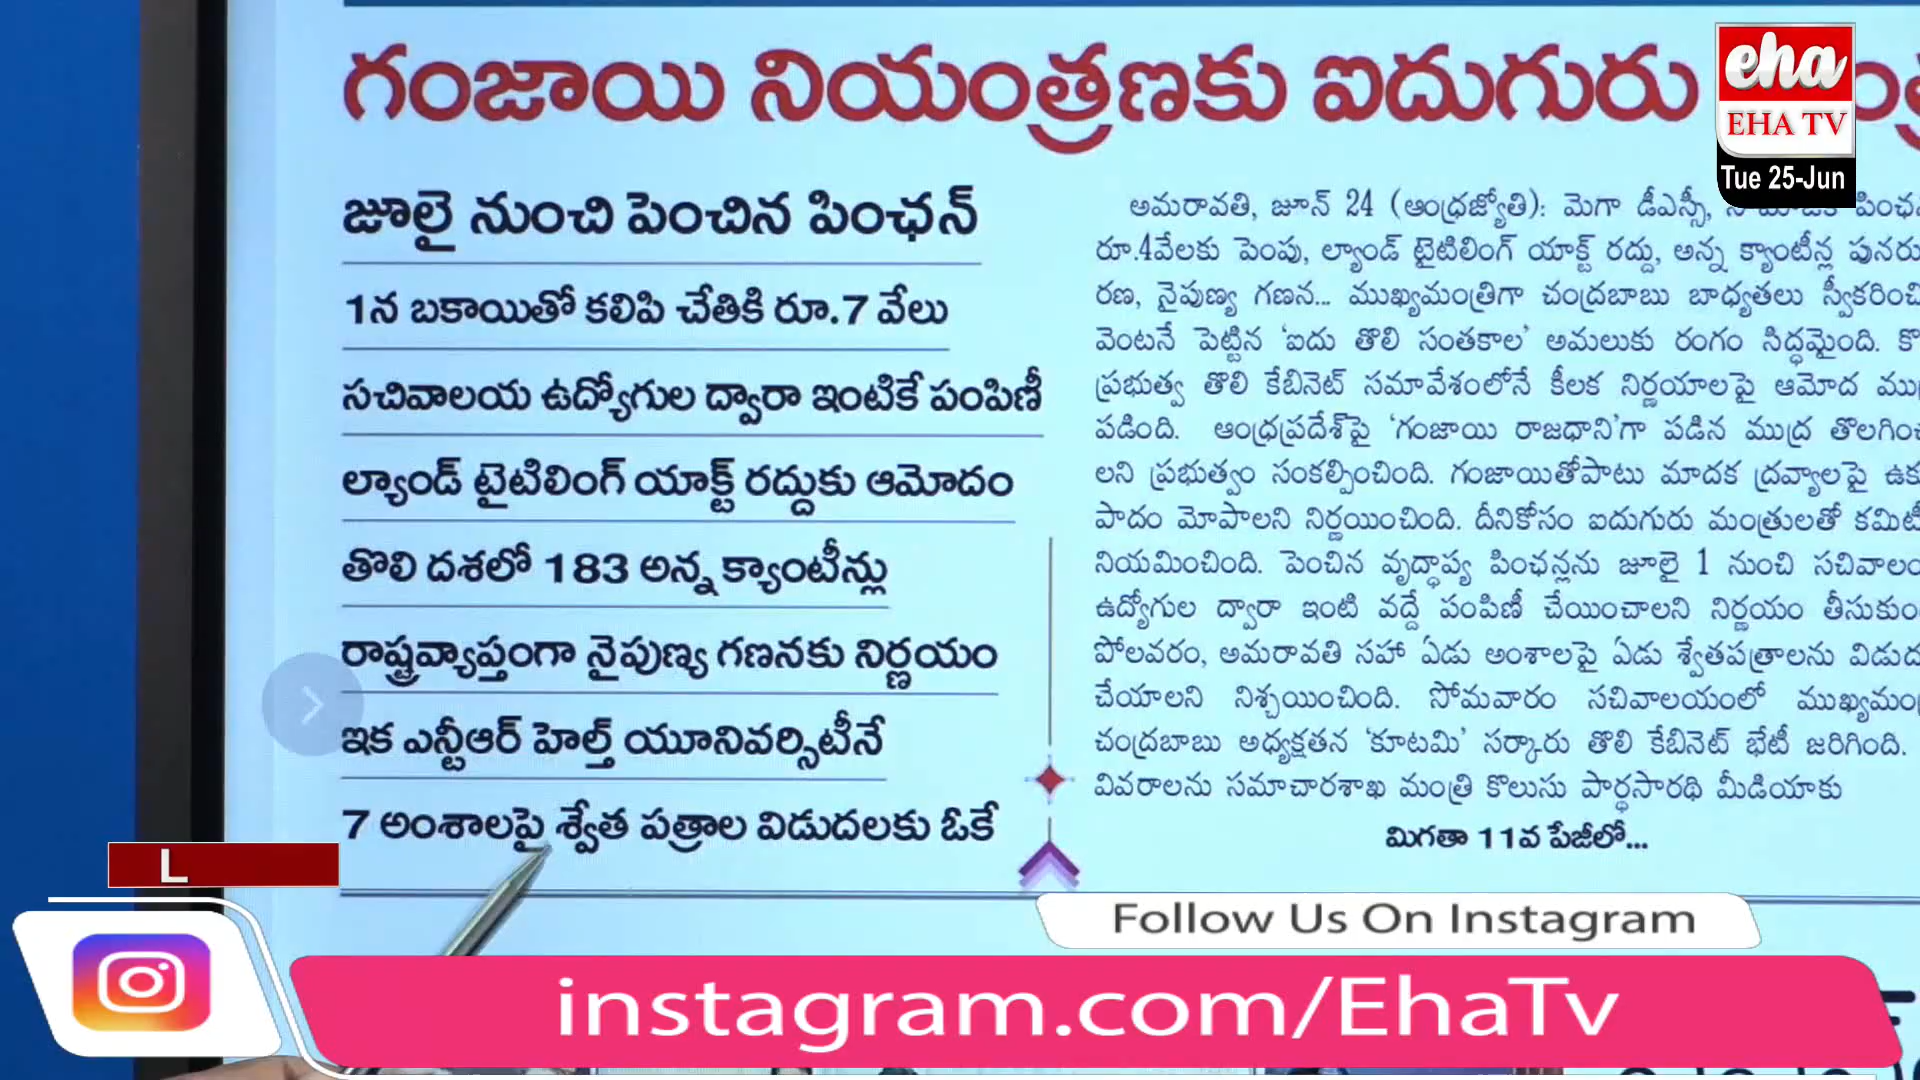 గంజాయి నియంత్రణకు ఐదుగురు
eha
EHA TV
Tue 25-Jun
జూలై నుంచి పెంచిన పింఛన్
1న బకాయితో కలిపి చేతికి రూ.7 వేలు
సచివాలయ ఉద్యోగుల ద్వారా ఇంటికే పంపిణీ
ల్యాండ్ టైటిలింగ్ యాక్ట్ రద్దుకు ఆమోదం
తొలి దశలో 183 అన్న క్యాంటీన్లు
రాష్ట్రవ్యాప్తంగా నైపుణ్య గణనకు నిర్ణయం
ఇక ఎన్టీఆర్ హెల్త్ యూనివర్సిటీనే
7 అంశాలపై శ్వేత పత్రాల విడుదలకు ఓకే
అమరావతి, జూన్ 24 (ఆంధ్రజ్యోతి): మెగా డీఎస్సీ,
రూ.4వేలకు పెంపు, ల్యాండ్ టైటిలింగ్ యాక్ట్ రద్దు, అన్న క్యాంటీన్ల పునరు
రణ, నైపుణ్య గణన... ముఖ్యమంత్రిగా చంద్రబాబు బాధ్యతలు స్వీకరించి
వెంటనే పెట్టిన 'ఐదు తొలి సంతకాల' అమలుకు రంగం సిద్ధమైంది. కొ
ప్రభుత్వ తొలి కేబినెట్ సమావేశంలోనే కీలక నిర్ణయాలపై ఆమోద ము
పడింది. ఆంధ్రప్రదేశ్‌పై 'గంజాయి రాజధాని'గా పడిన ముద్ర తొలగించ
లని ప్రభుత్వం సంకల్పించింది. గంజాయితోపాటు మాదక ద్రవ్యాలపై ఉక
పాదం మోపాలని నిర్ణయించింది. దీనికోసం ఐదుగురు మంత్రులతో కమిటీ
నియమించింది. పెంచిన వృద్ధాప్య పింఛన్లను జూలై 1 నుంచి సచివాలయ
ఉద్యోగుల ద్వారా ఇంటి వద్దే పంపిణీ చేయించాలని నిర్ణయం తీసుకుం
పోలవరం, అమరావతి సహా ఏడు అంశాలపై ఏడు శ్వేతపత్రాలను విడుద
చేయాలని నిశ్చయించింది. సోమవారం సచివాలయంలో ముఖ్యమం
చంద్రబాబు అధ్యక్షతన 'కూటమి' సర్కారు తొలి కేబినెట్ భేటీ జరిగింది.
వివరాలను సమాచారశాఖ మంత్రి కొలుసు పార్థసారథి మీడియాకు
మిగతా 11వ పేజీలో...
L
Follow Us On Instagram
instagram.com/EhaTv